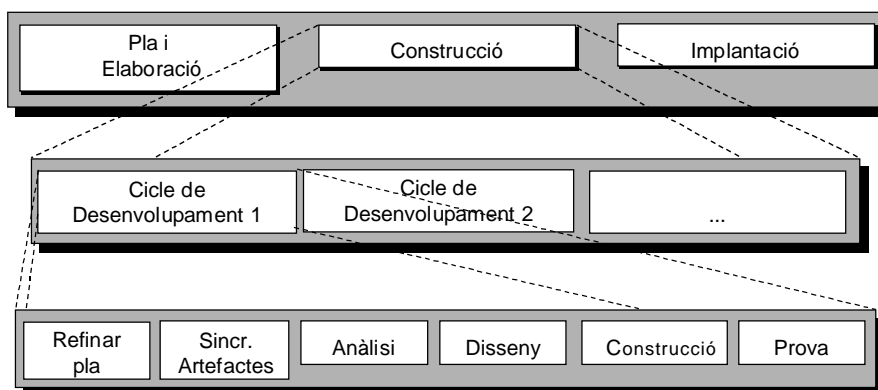 Pla i
Elaboració
Construcció
Implantació
Cicle de
Desenvolupament 1
Cicle de
Desenvolupament 2
...
Refinar
pla
Sincr.
Artefactes
Anàlisi
Disseny
Construcció
Prova